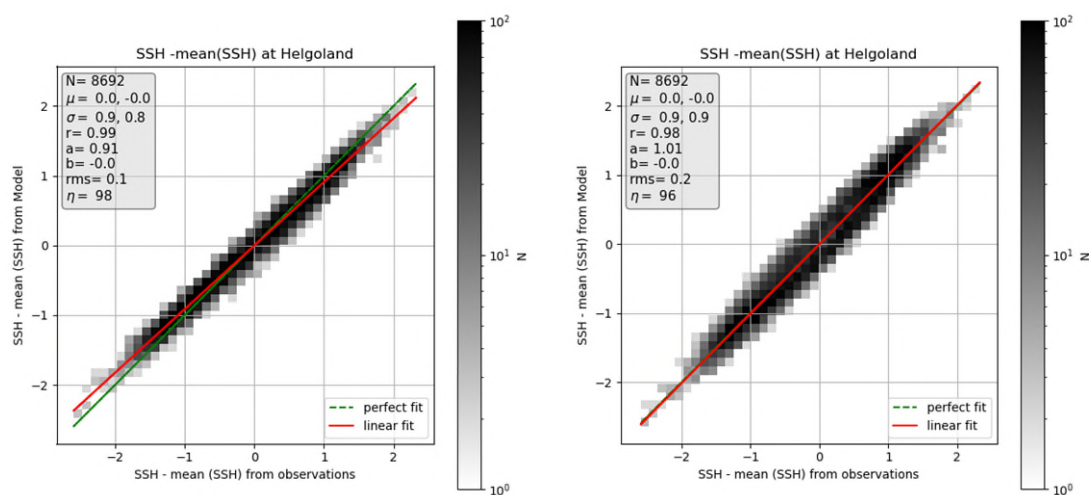 SSH -mean(SSH) at Helgoland
N= 8692
μ = 0.0, -0.0
σ = 0.9, 0.8
r= 0.99
a= 0.91
b= -0.0
rms= 0.1
η = 98
2
1
0
−1
−2
SSH - mean (SSH) from Model
perfect fit
linear fit
−2 −1 0 1 2
SSH - mean (SSH) from observations
10²
10¹
10⁰
N
SSH -mean(SSH) at Helgoland
N= 8692
μ = 0.0, -0.0
σ = 0.9, 0.9
r= 0.98
a= 1.01
b= -0.0
rms= 0.2
η = 96
2
1
0
−1
−2
SSH - mean (SSH) from Model
perfect fit
linear fit
−2 −1 0 1 2
SSH - mean (SSH) from observations
10²
10¹
10⁰
N